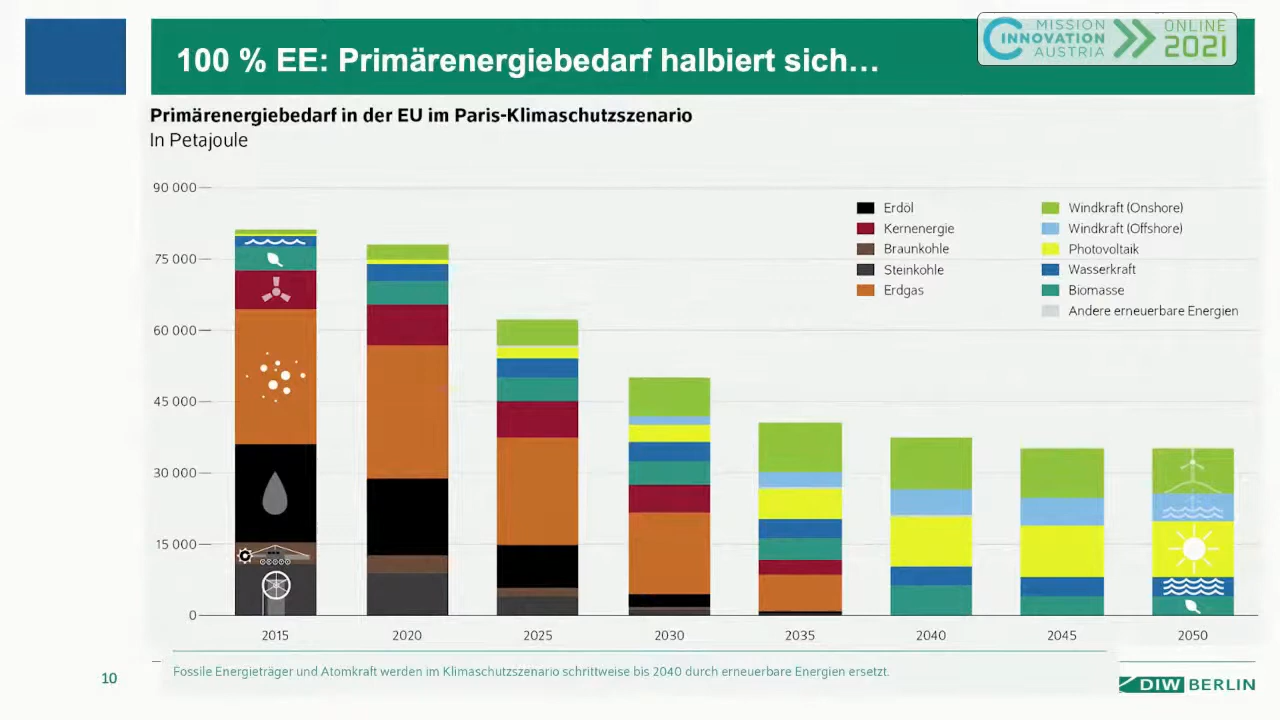 MISSION
INNOVATION
AUSTRIA
ONLINE
2021
100 % EE: Primärenergiebedarf halbiert sich…
Primärenergiebedarf in der EU im Paris-Klimaschutzszenario
In Petajoule
90 000
75 000
60 000
45 000
30 000
15 000
0
Erdöl
Kernenergie
Braunkohle
Steinkohle
Erdgas
Windkraft (Onshore)
Windkraft (Offshore)
Photovoltaik
Wasserkraft
Biomasse
Andere erneuerbare Energien
2015 2020 2025 2030 2035 2040 2045 2050
Fossile Energieträger und Atomkraft werden im Klimaschutzszenario schrittweise bis 2040 durch erneuerbare Energien ersetzt.
10
DIW BERLIN